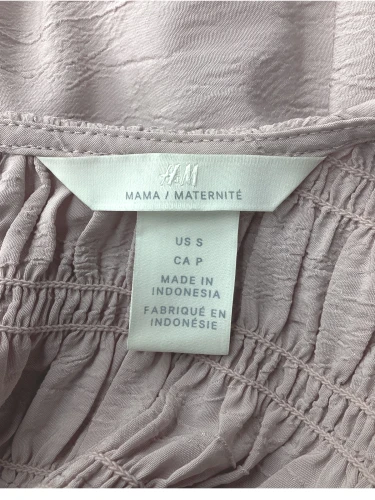 H&M
MAMA / MATERNITÉ
US S
CA P
MADE IN
INDONESIA
FABRIQUÉ EN
INDONÉSIE